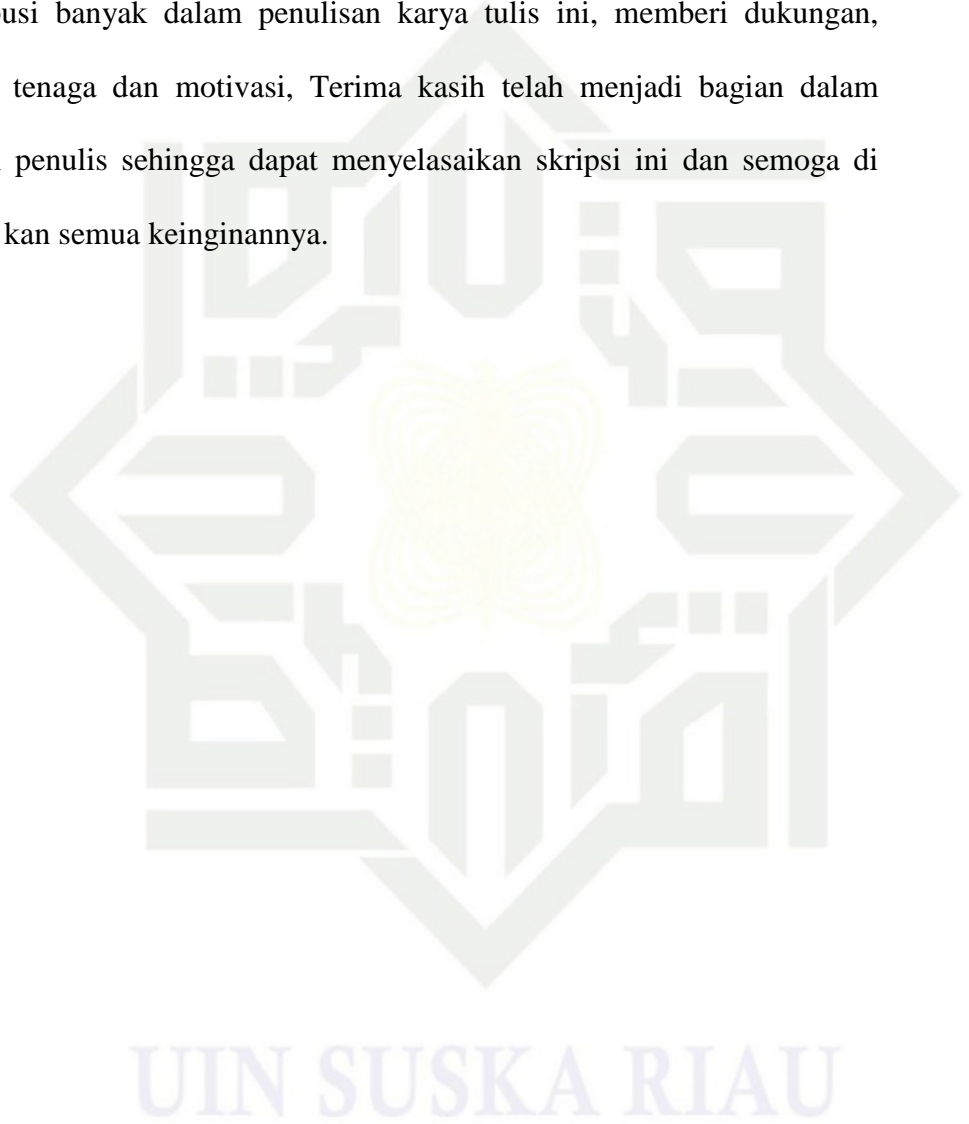 busi banyak dalam penulisan karya tulis ini, memberi dukungan,
tenaga dan motivasi, Terima kasih telah menjadi bagian dalam
penulis sehingga dapat menyelasaikan skripsi ini dan semoga di
kan semua keinginannya.
UIN SUSKA RIAU